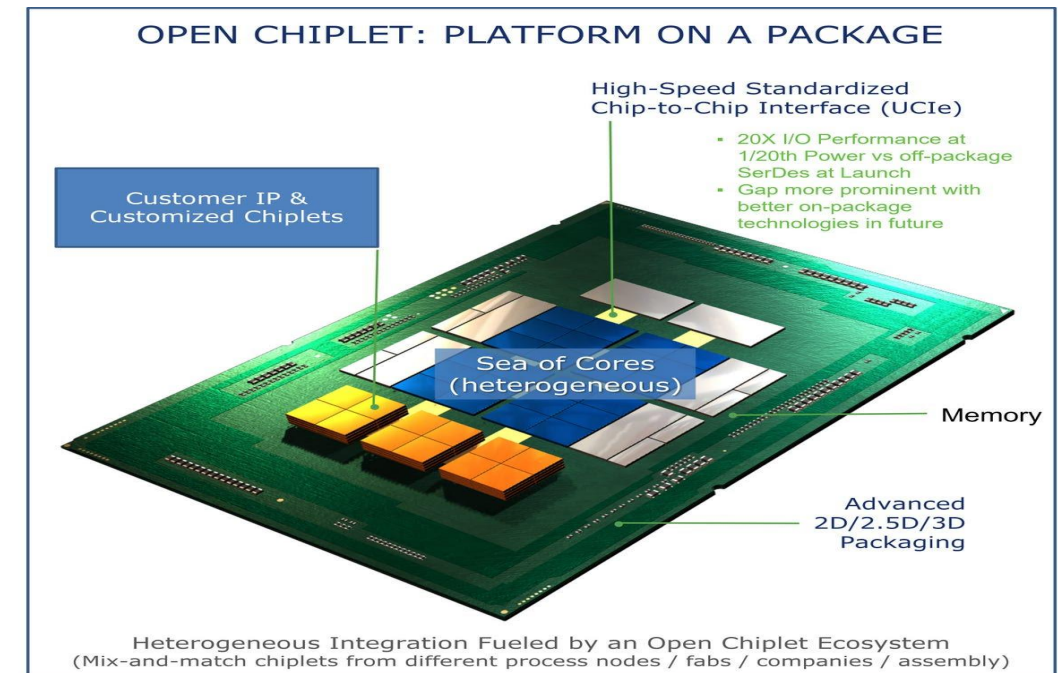 OPEN CHIPLET: PLATFORM ON A PACKAGE
High-Speed Standardized
Chip-to-Chip Interface (UCIe)
▪ 20X I/O Performance at
1/20th Power vs off-package
SerDes at Launch
▪ Gap more prominent with
better on-package
technologies in future
Customer IP &
Customized Chiplets
Sea of Cores
(heterogeneous)
Memory
Advanced
2D/2.5D/3D
Packaging
Heterogeneous Integration Fueled by an Open Chiplet Ecosystem
(Mix-and-match chiplets from different process nodes / fabs / companies / assembly)